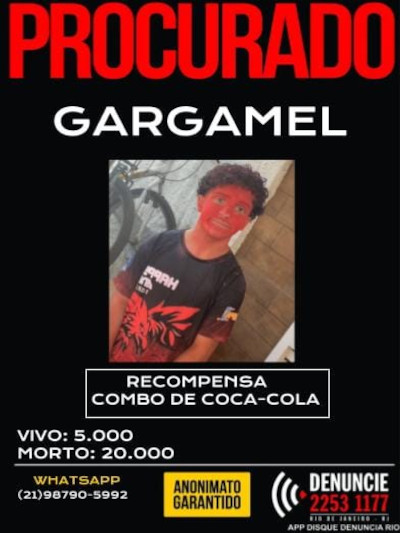 PROCURADO
GARGAMEL
RECOMPENSA
COMBO DE COCA-COLA
VIVO: 5.000
MORTO: 20.000
WHATSAPP
(21)98790-5992
ANONIMATO
GARANTIDO
DENUNCIE
2253 1177
RIO DE JANEIRO - RJ
APP DISQUE DENUNCIA RIO